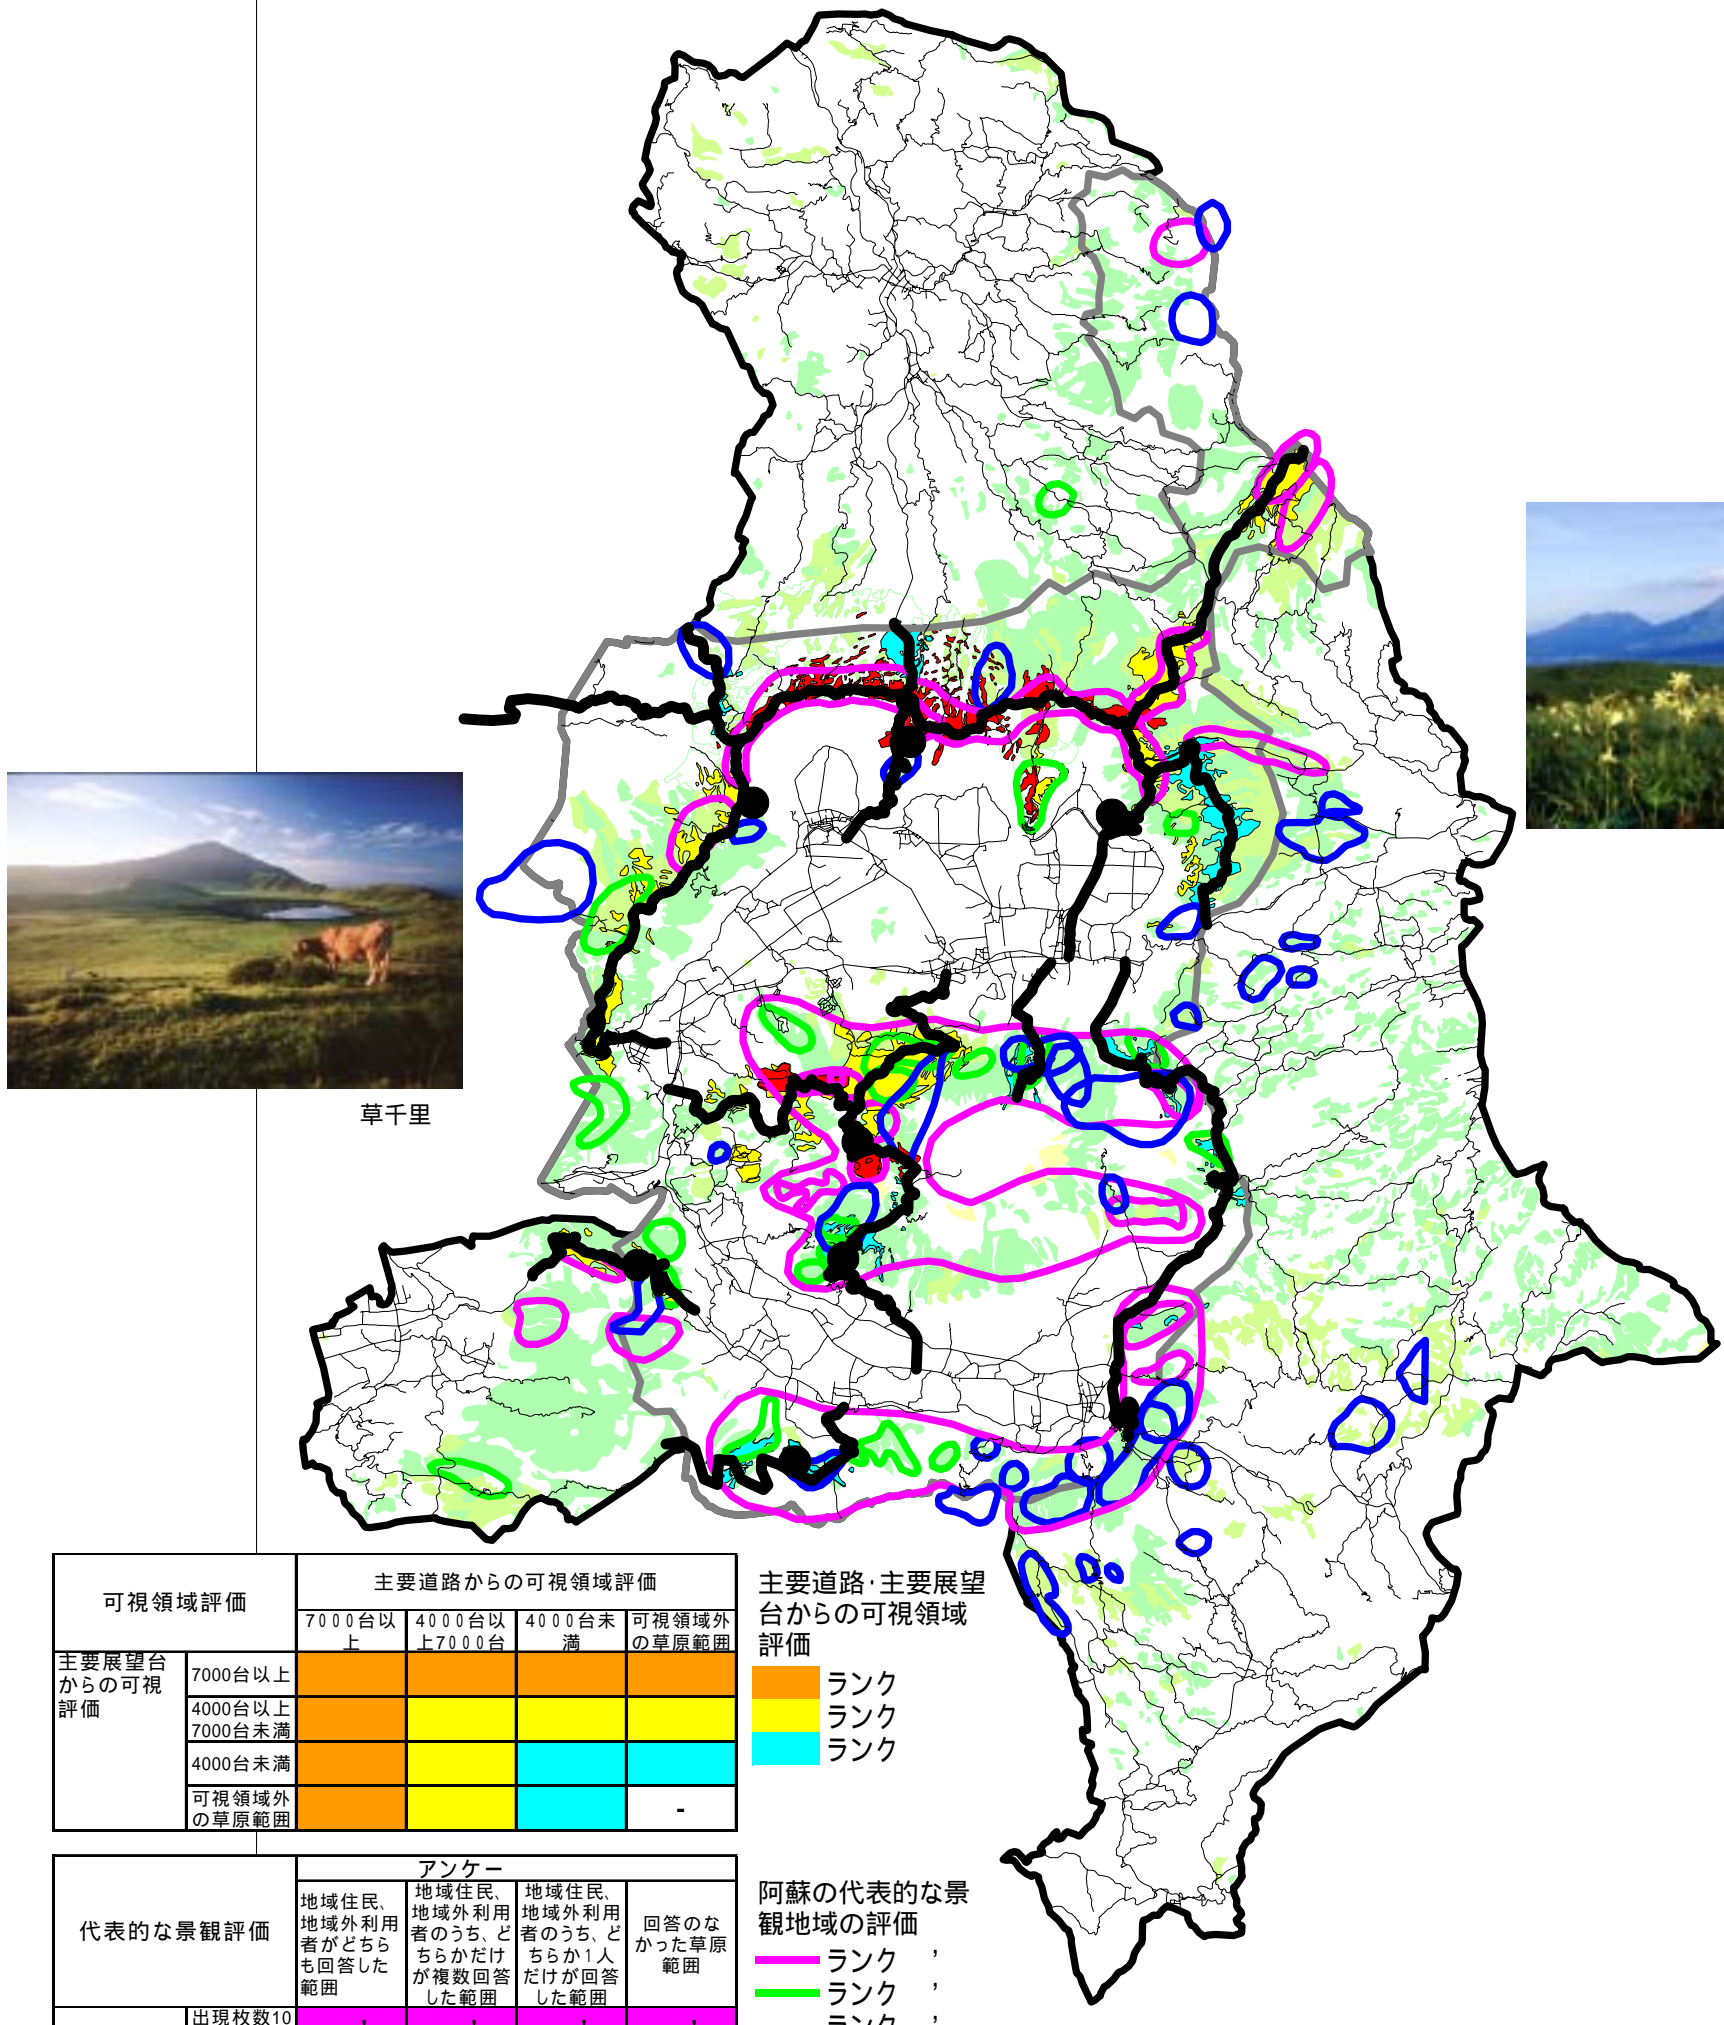 草千里
可視領域評価
主要道路からの可視領域評価
7000台以
上
4000台以
上7000台
4000台未
満
可視領域外
の草原範囲
主要展望台
からの可視
評価
7000台以上
4000台以上
7000台未満
4000台未満
可視領域外
の草原範囲
-
主要道路・主要展望
台からの可視領域
評価
ランク
ランク
ランク
代表的な景観評価
アンケー
地域住民、
地域外利用
者がどちら
も回答した
範囲
地域住民、
地域外利用
者のうち、ど
ちらかだけ
が複数回答
した範囲
地域住民、
地域外利用
者のうち、ど
ちらか1人
だけが回答
した範囲
回答のな
かった草原
範囲
出現枚数10
阿蘇の代表的な景
観地域の評価
ランク ’
ランク ’
ランク ’